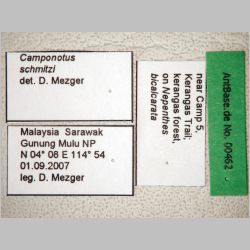 Camponotus
schmitzi
det. D. Mezger
Malaysia Sarawak
Gunung Mulu NP
N 04° 08 E 114° 54
01.09.2007
leg. D. Mezger
near Camp 5,
Kerangas Trail;
kerangas forest,
on Nepenthes
bicalcarata
AntBase.de No. 00462